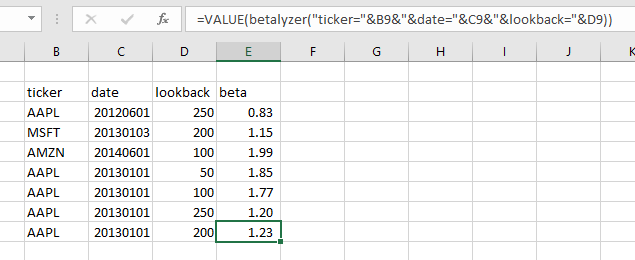 =VALUE(betalyzer("ticker="&B9&"&date="&C9&"&lookback="&D9))
B C D E F G H I J K
ticker date lookback beta
AAPL 20120601 250 0.83
MSFT 20130103 200 1.15
AMZN 20140601 100 1.99
AAPL 20130101 50 1.85
AAPL 20130101 100 1.77
AAPL 20130101 250 1.20
AAPL 20130101 200 1.23